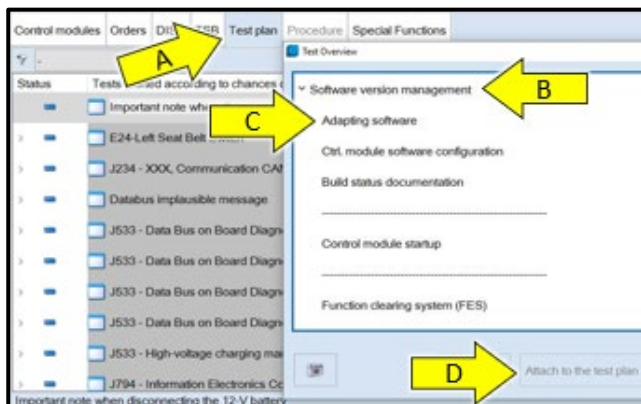 Control modules Orders DISS TSB Test plan Procedure Special Functions
A
Test Overview
Status
Tests sorted according to chances
Software version management
B
Important note whe
C
Adapting software
E24-Left Seat Belt Switch
Ctrl. module software configuration
J234 - XXX, Communication CAN
Build status documentation
Databus implausible message
J533 - Data Bus on Board Diagn
Control module startup
J533 - Data Bus on Board Diagn
J533 - Data Bus on Board Diagn
Function clearing system (FES)
J533 - Data Bus on Board Diagn
J533 - High-voltage charging ma
D
Attach to the test plan
J794 - Information Electronics Co
Important note when disconnecting the 12-V battery